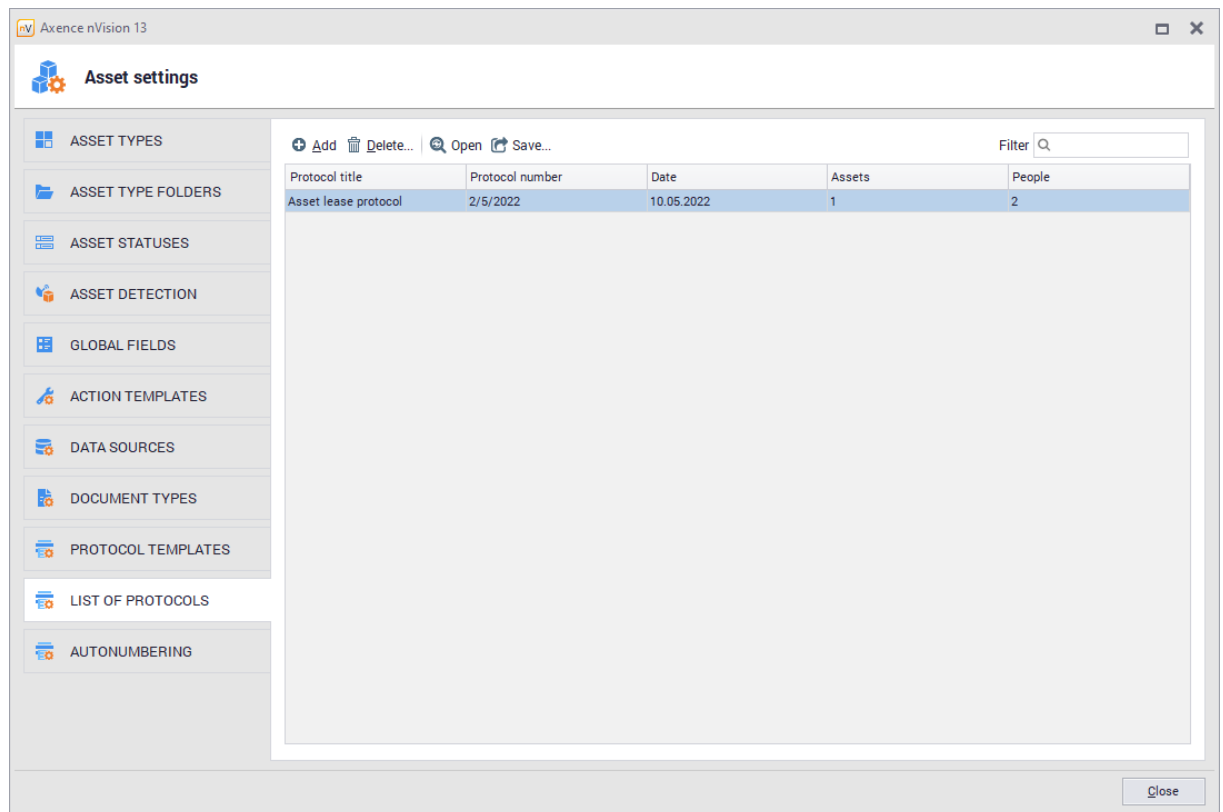 nV Axence nVision 13
Asset settings
ASSET TYPES
ASSET TYPE FOLDERS
ASSET STATUSES
ASSET DETECTION
GLOBAL FIELDS
ACTION TEMPLATES
DATA SOURCES
DOCUMENT TYPES
PROTOCOL TEMPLATES
LIST OF PROTOCOLS
AUTONUMBERING
Add Delete... Open Save... Filter
Protocol title Protocol number Date Assets People
Asset lease protocol 2/5/2022 10.05.2022 1 2
Close